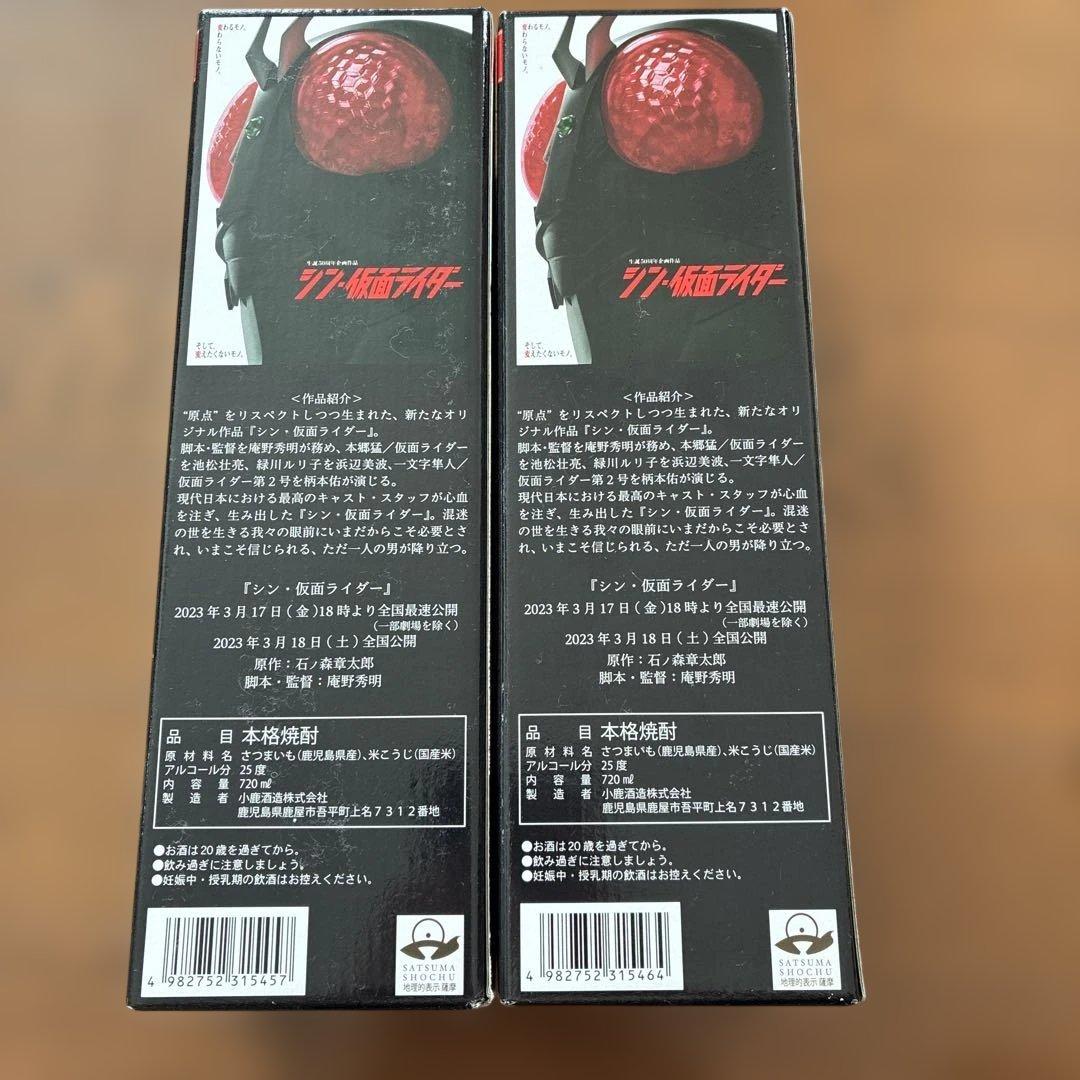 変わるモノ。
変わらないモノ。
生誕50周年企画作品
シン・仮面ライダー
そして、
変えたくないモノ。
<作品紹介>
“原点”をリスペクトしつつ生まれた、新たなオリ
ジナル作品『シン・仮面ライダー』。
脚本・監督を庵野秀明が務め、本郷猛／仮面ライダー
を池松壮亮、緑川ルリ子を浜辺美波、一文字隼人／
仮面ライダー第2号を柄本佑が演じる。
現代日本における最高のキャスト・スタッフが心血
を注ぎ、生み出した『シン・仮面ライダー』。混迷
の世を生きる我々の眼前にいまだからこそ必要とさ
れ、いまこそ信じられる、ただ一人の男が降り立つ。
『シン・仮面ライダー』
2023年3月17日(金)18時より全国最速公開
(一部劇場を除く)
2023年3月18日(土)全国公開
原作：石ノ森章太郎
脚本・監督：庵野秀明
品目 本格焼酎
原材料名 さつまいも(鹿児島県産)、米こうじ(国産米)
アルコール分 25度
内容量 720㎖
製造者 小鹿酒造株式会社
鹿児島県鹿屋市吾平町上名7312番地
●お酒は20歳を過ぎてから。
●飲み過ぎに注意しましょう。
●妊娠中・授乳期の飲酒はお控えください。
4 982752 315457
SATSUMA
SHOCHU
地理的表示 薩摩
変わるモノ。
変わらないモノ。
生誕50周年企画作品
シン・仮面ライダー
そして、
変えたくないモノ。
<作品紹介>
“原点”をリスペクトしつつ生まれた、新たなオリ
ジナル作品『シン・仮面ライダー』。
脚本・監督を庵野秀明が務め、本郷猛／仮面ライダー
を池松壮亮、緑川ルリ子を浜辺美波、一文字隼人／
仮面ライダー第2号を柄本佑が演じる。
現代日本における最高のキャスト・スタッフが心血
を注ぎ、生み出した『シン・仮面ライダー』。混迷
の世を生きる我々の眼前にいまだからこそ必要とさ
れ、いまこそ信じられる、ただ一人の男が降り立つ。
『シン・仮面ライダー』
2023年3月17日(金)18時より全国最速公開
(一部劇場を除く)
2023年3月18日(土)全国公開
原作：石ノ森章太郎
脚本・監督：庵野秀明
品目 本格焼酎
原材料名 さつまいも(鹿児島県産)、米こうじ(国産米)
アルコール分 25度
内容量 720㎖
製造者 小鹿酒造株式会社
鹿児島県鹿屋市吾平町上名7312番地
●お酒は20歳を過ぎてから。
●飲み過ぎに注意しましょう。
●妊娠中・授乳期の飲酒はお控えください。
4 982752 315464
SATSUMA
SHOCHU
地理的表示 薩摩